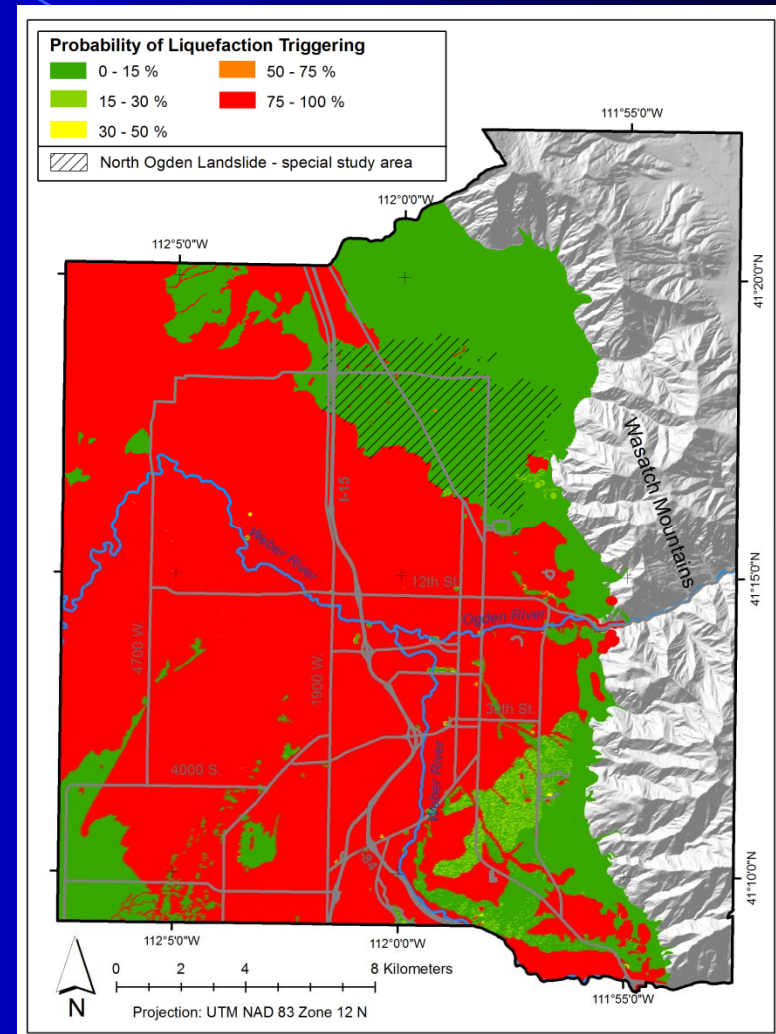 Probability of Liquefaction Triggering
0 - 15 %
50 - 75 %
15 - 30 %
75 - 100 %
30 - 50 %
North Ogden Landslide - special study area
111°55'0"W
112°0'0"W
112°5'0"W
41°20'0"N
Wasatch Mountains
I-15
Weber River
12th St.
41°15'0"N
Ogden River
4700 W.
1900 W.
30th St.
Weber River
4000 S.
I-84
41°10'0"N
112°5'0"W
112°0'0"W
111°55'0"W
0 2 4 8 Kilometers
N
Projection: UTM NAD 83 Zone 12 N